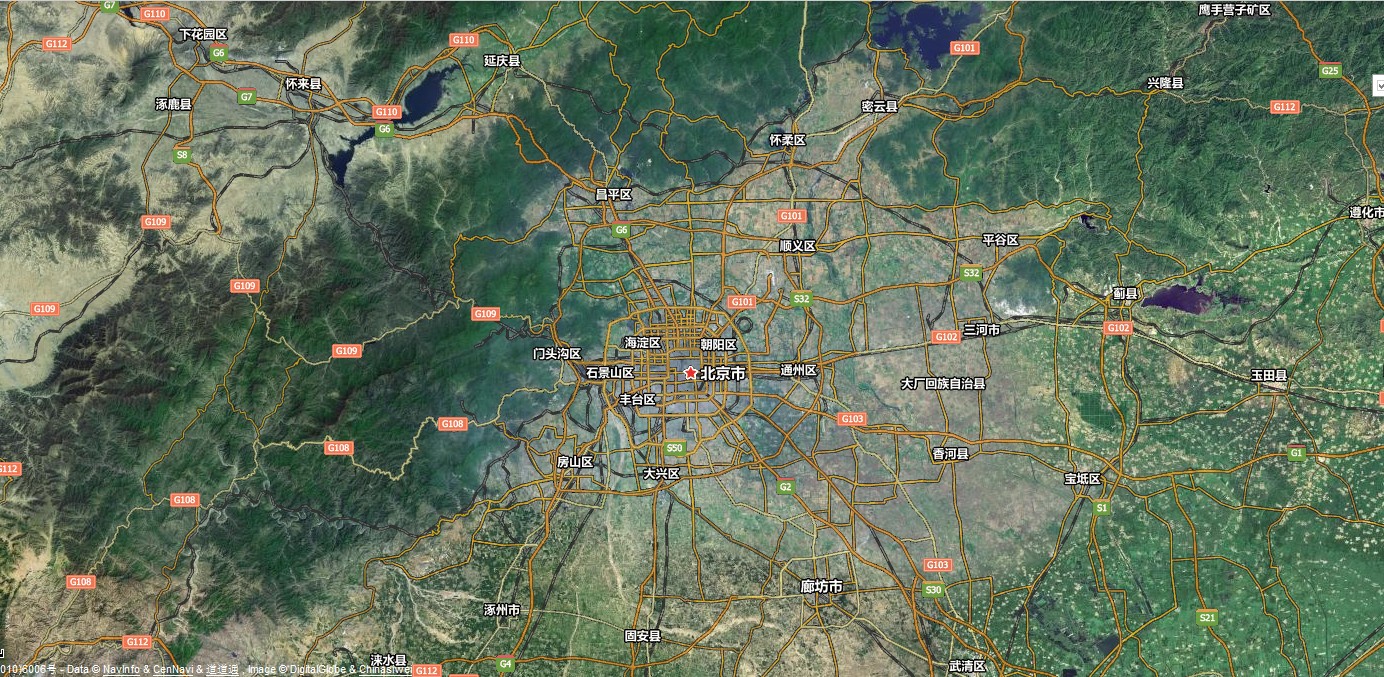 G7
G110
鹰手营子矿区
下花园区
G112
G110
G101
G6
延庆县
G25
怀来县
兴隆县
G7
涿鹿县
密云县
G112
G110
G6
怀柔区
S8
昌平区
遵化市
G109
G101
G6
顺义区
平谷区
S32
G109
蓟县
S32
G101
G109
G109
G102
三河市
G102
海淀区
朝阳区
G109
门头沟区
石景山区
北京市
通州区
玉田县
大厂回族自治县
丰台区
G103
G108
G108
S50
香河县
G1
房山区
G112
大兴区
宝坻区
G2
G108
S1
G103
G108
廊坊市
S30
涿州市
S21
固安县
G112
涞水县
G4
武清区
G112
01016006号 - Data © NavInfo & CenNavi & 道道通 , Image © DigitalGlobe & Chinasiwei